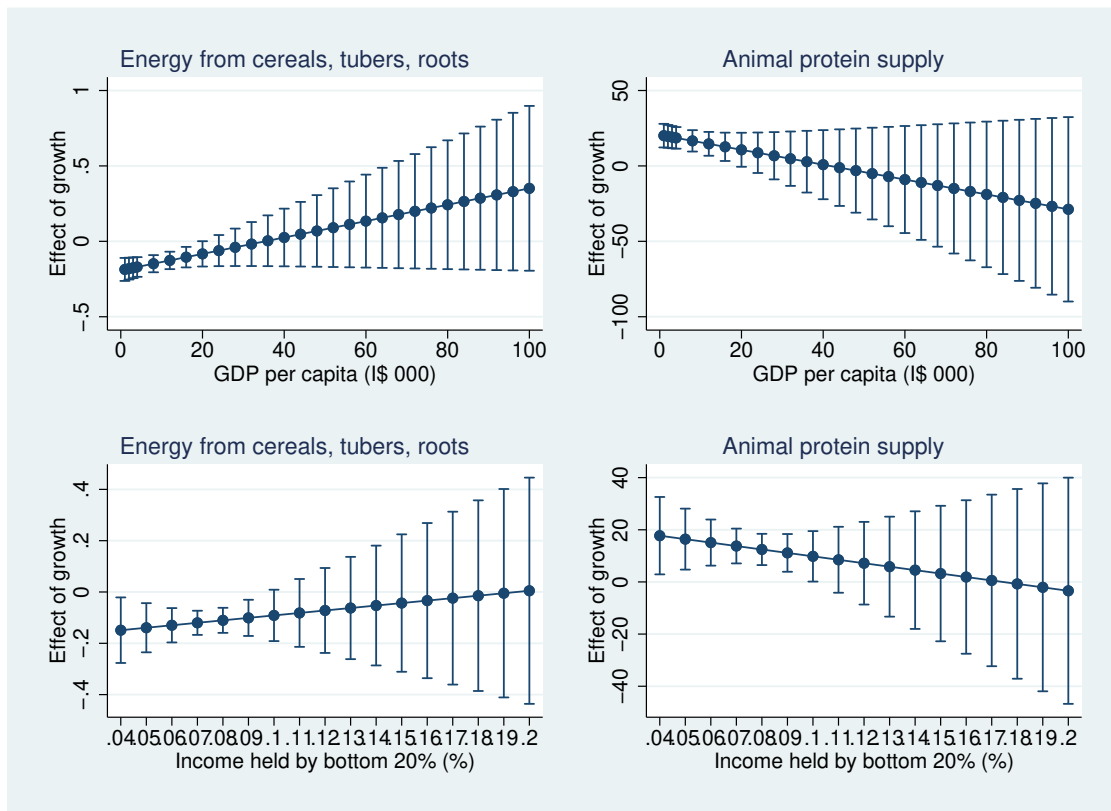 Energy from cereals, tubers, roots
Effect of growth
1
.5
0
−.5
0 20 40 60 80 100
GDP per capita (I$ 000)
Animal protein supply
Effect of growth
50
0
−50
−100
0 20 40 60 80 100
GDP per capita (I$ 000)
Energy from cereals, tubers, roots
Effect of growth
.4
.2
0
−.2
−.4
.04 .05 .06 .07 .08 .09 .1 .11 .12 .13 .14 .15 .16 .17 .18 .19 .2
Income held by bottom 20% (%)
Animal protein supply
Effect of growth
40
20
0
−20
−40
.04 .05 .06 .07 .08 .09 .1 .11 .12 .13 .14 .15 .16 .17 .18 .19 .2
Income held by bottom 20% (%)